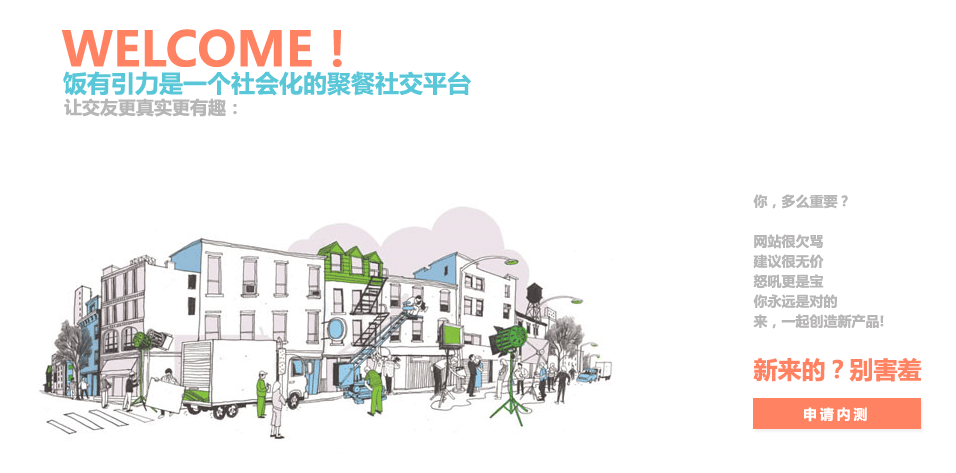 WELCOME！
饭有引力是一个社会化的聚餐社交平台
让交友更真实更有趣：
你，多么重要？
网站很欠骂
建议很无价
怒吼更是宝
你永远是对的
来，一起创造新产品!
新来的？别害羞
申请内测